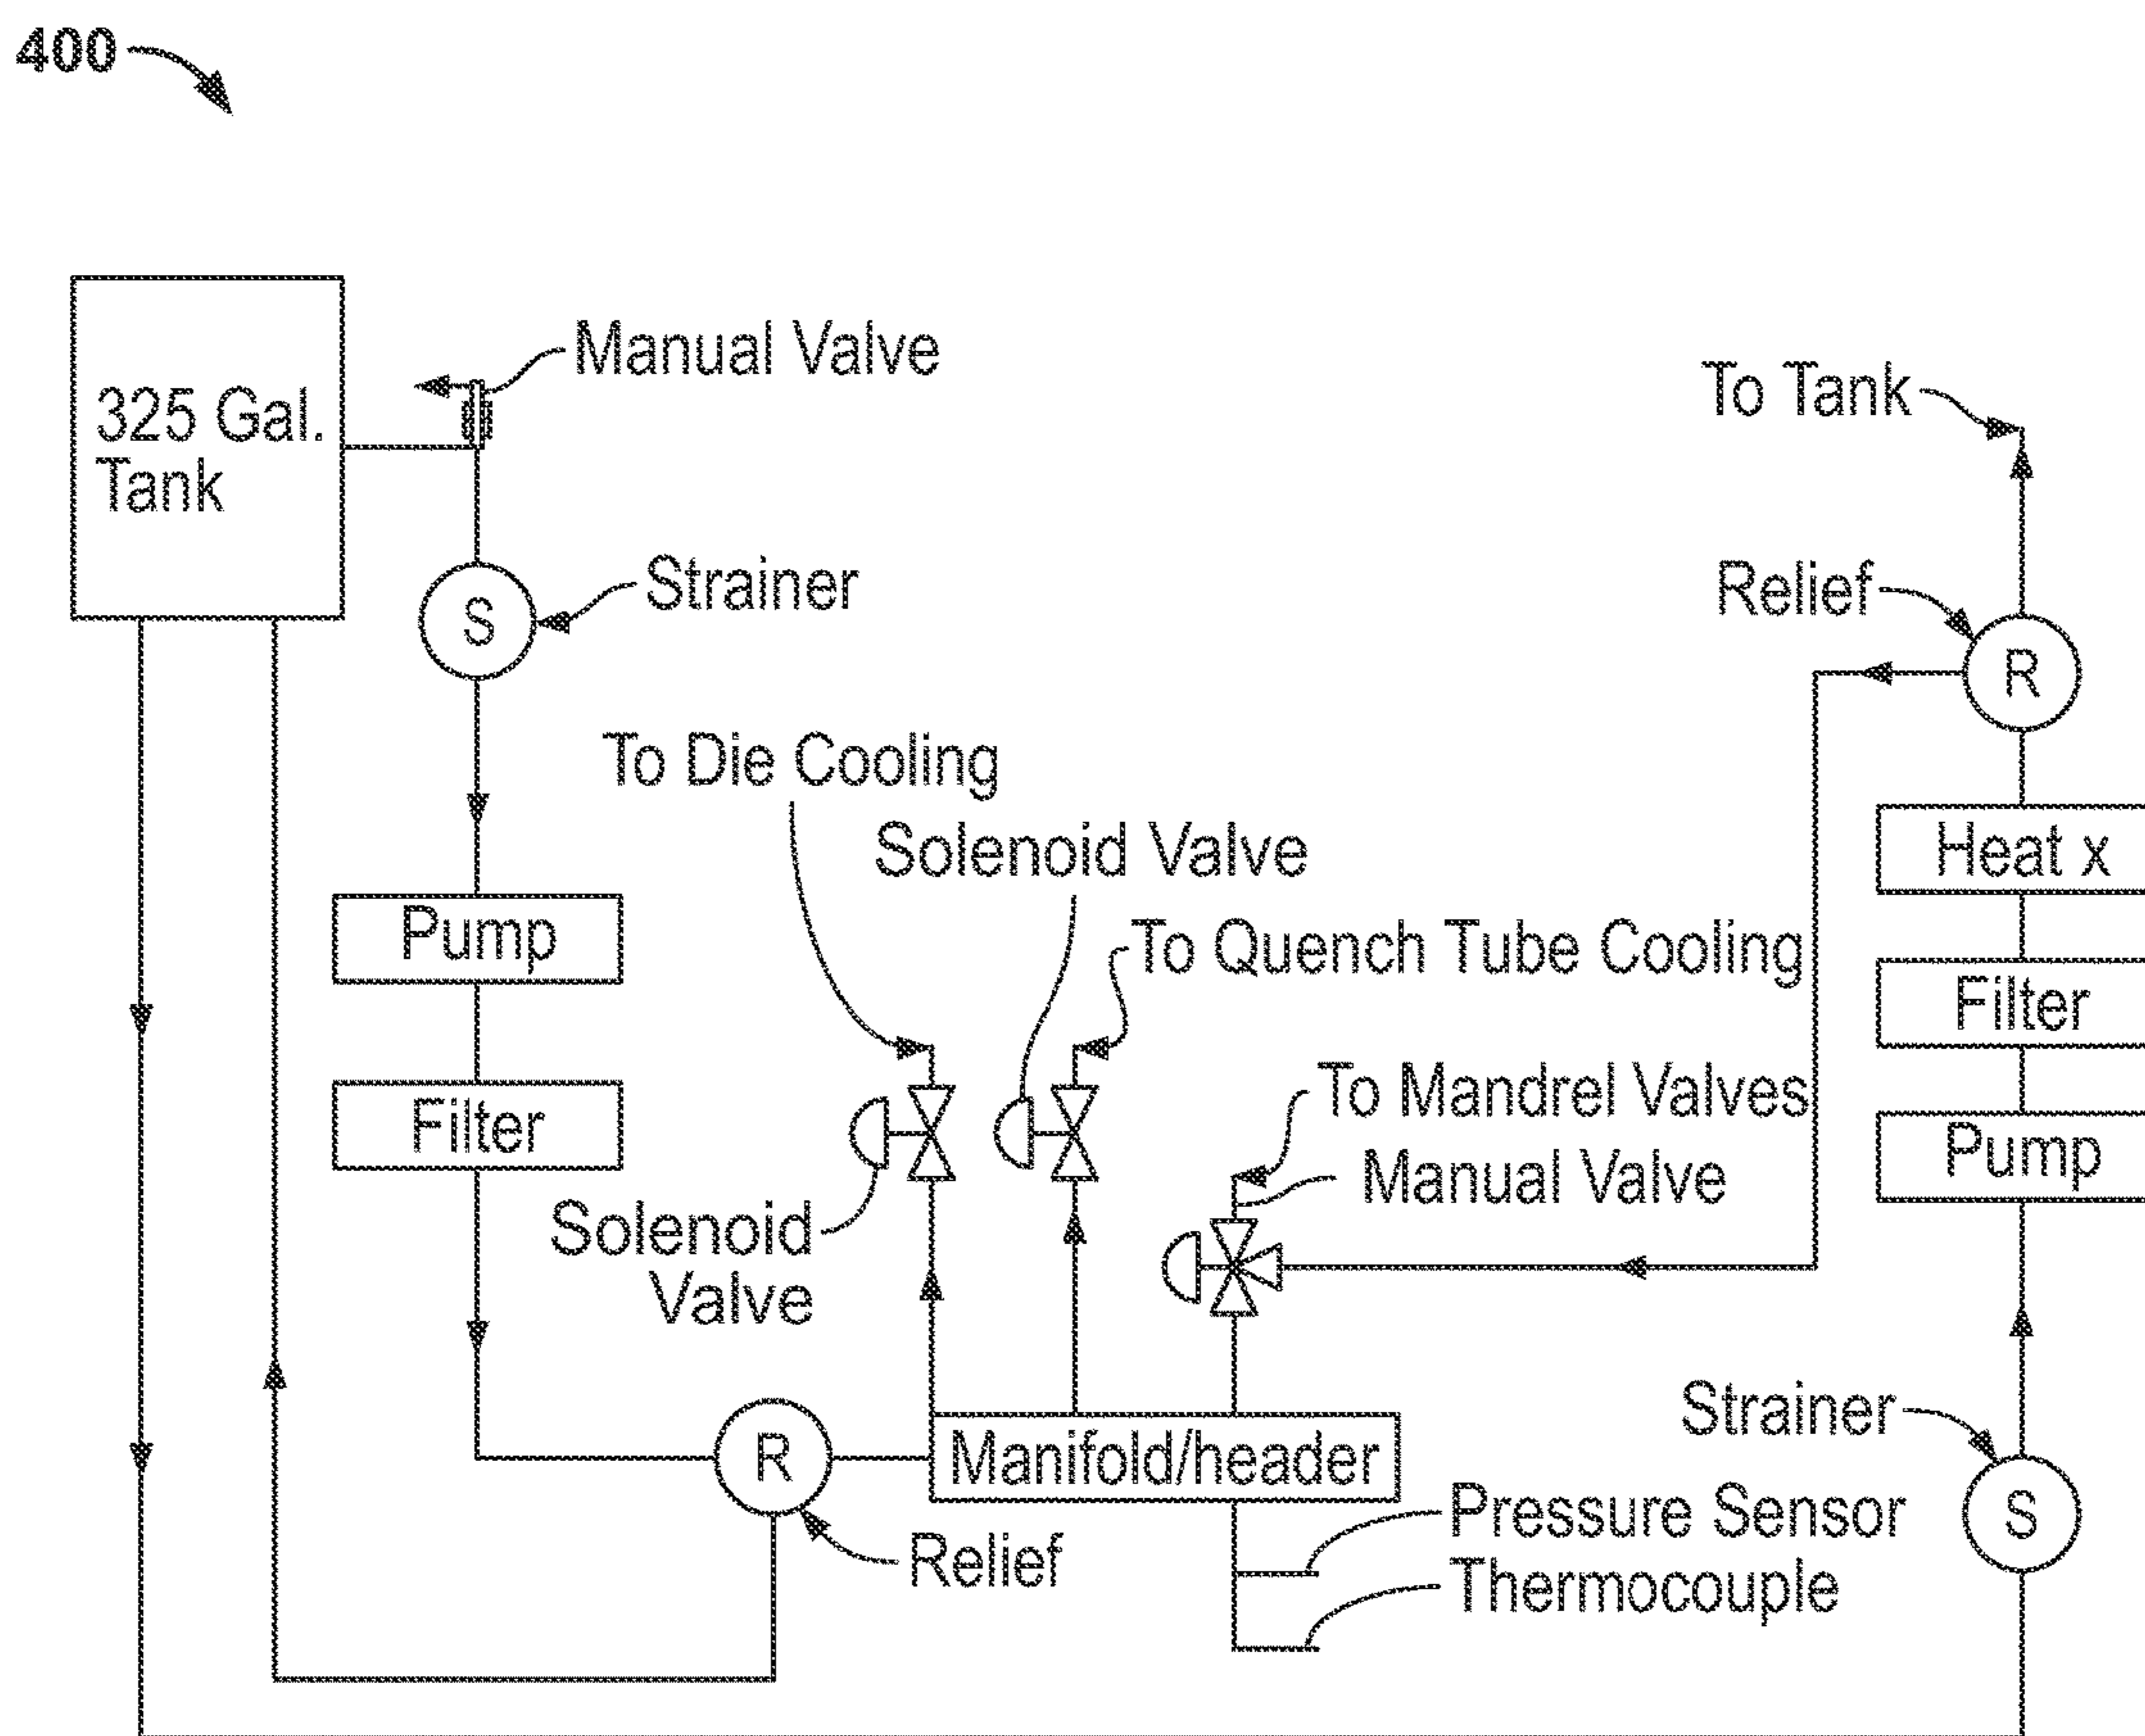 400
Manual Valve
325 Gal.
Tank
To Tank
Strainer
S
Relief
R
To Die Cooling
Solenoid Valve
Heat x
Pump
To Quench Tube Cooling
Filter
Filter
To Mandrel Valves
Pump
Manual Valve
Solenoid
Valve
Strainer
R
Manifold/header
S
Pressure Sensor
Relief
Thermocouple